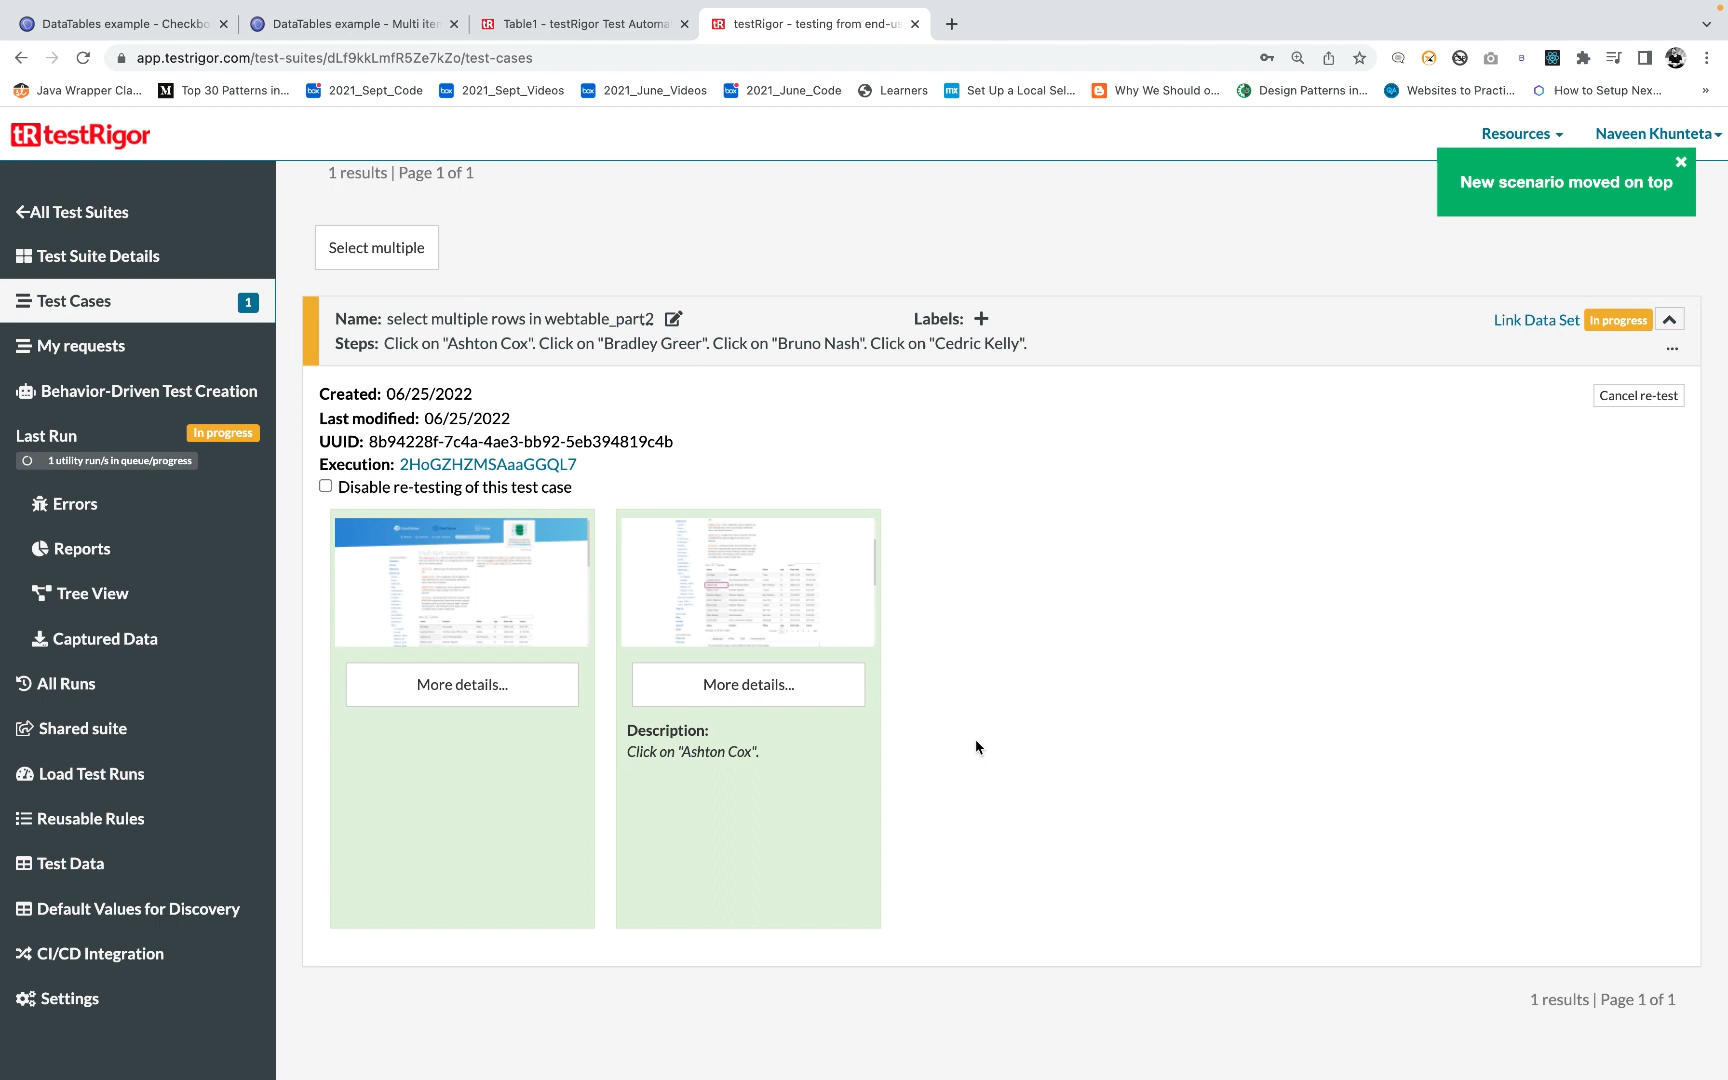 DataTables example - Checkbo
DataTables example - Multi iter
tR Table1 - testRigor Test Automa
tR testRigor - testing from end-us
app.testrigor.com/test-suites/dLf9kkLmfR5Ze7kZo/test-cases
Java Wrapper Cla...
M Top 30 Patterns in...
box 2021_Sept_Code
box 2021_Sept_Videos
box 2021_June_Videos
box 2021_June_Code
Learners
mx Set Up a Local Sel...
Why We Should o...
Design Patterns in...
QA Websites to Practi...
How to Setup Nex...
»
tR testRigor
Resources
Naveen Khunteta
1 results | Page 1 of 1
New scenario moved on top
All Test Suites
Test Suite Details
Test Cases 1
My requests
Behavior-Driven Test Creation
Last Run In progress
1 utility run/s in queue/progress
Errors
Reports
Tree View
Captured Data
All Runs
Shared suite
Load Test Runs
Reusable Rules
Test Data
Default Values for Discovery
CI/CD Integration
Settings
Select multiple
Name: select multiple rows in webtable_part2
Labels: +
Link Data Set In progress
Steps: Click on "Ashton Cox". Click on "Bradley Greer". Click on "Bruno Nash". Click on "Cedric Kelly".
...
Created: 06/25/2022
Cancel re-test
Last modified: 06/25/2022
UUID: 8b94228f-7c4a-4ae3-bb92-5eb394819c4b
Execution: 2HoGZHZMSAaaGGQL7
Disable re-testing of this test case
More details...
More details...
Description:
Click on "Ashton Cox".
1 results | Page 1 of 1